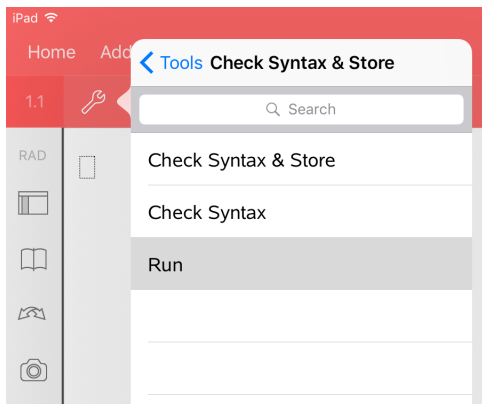 iPad
Home Add
Tools Check Syntax & Store
1.1
Search
Check Syntax & Store
RAD
Check Syntax
Run